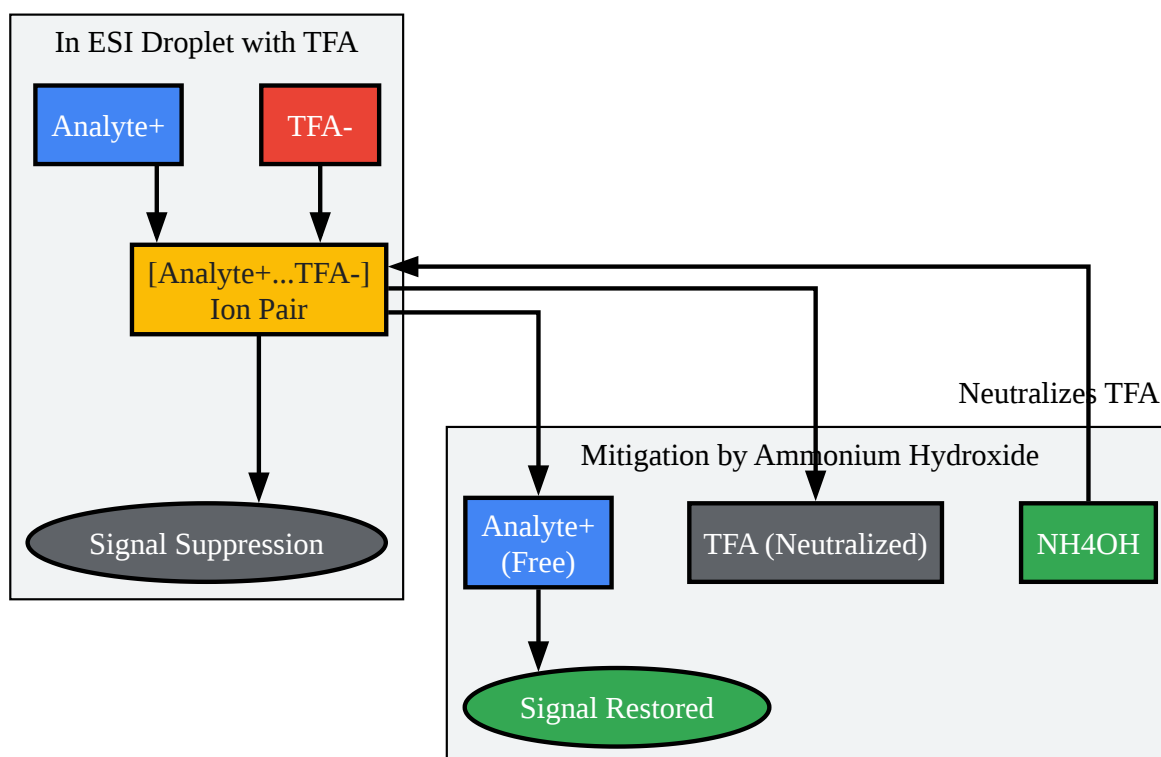 In ESI Droplet with TFA
Analyte+
TFA-
[Analyte+...TFA-]
Ion Pair
Signal Suppression
Neutralizes TFA
Mitigation by Ammonium Hydroxide
Analyte+
(Free)
TFA (Neutralized)
NH4OH
Signal Restored